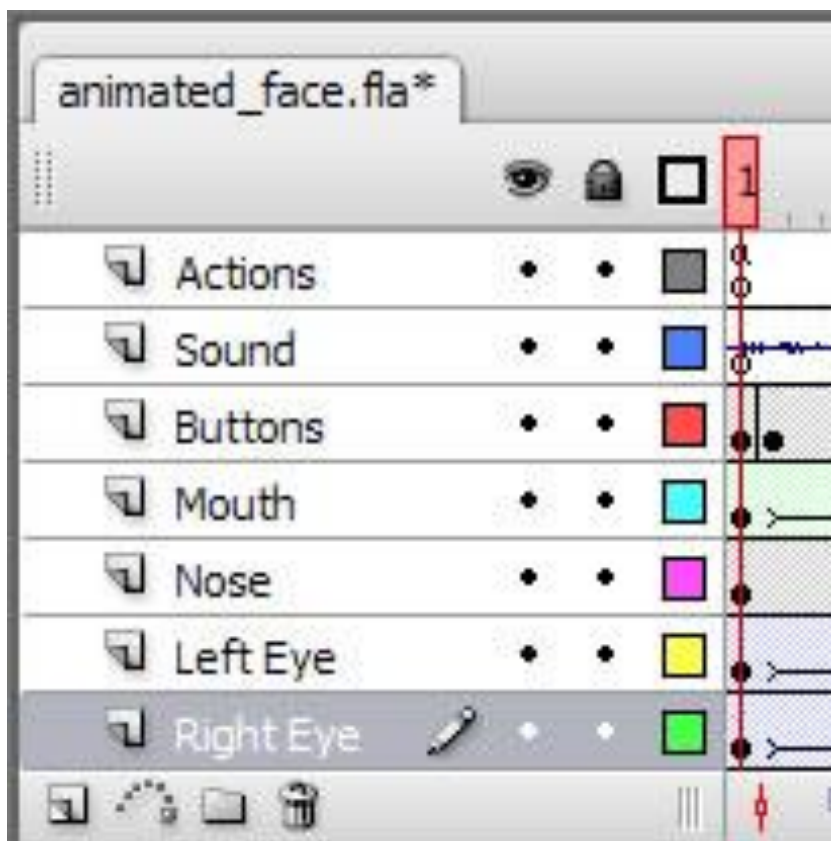 animated_face.fla*
1
Actions
a
Sound
Buttons
Mouth
Nose
Left Eye
Right Eye